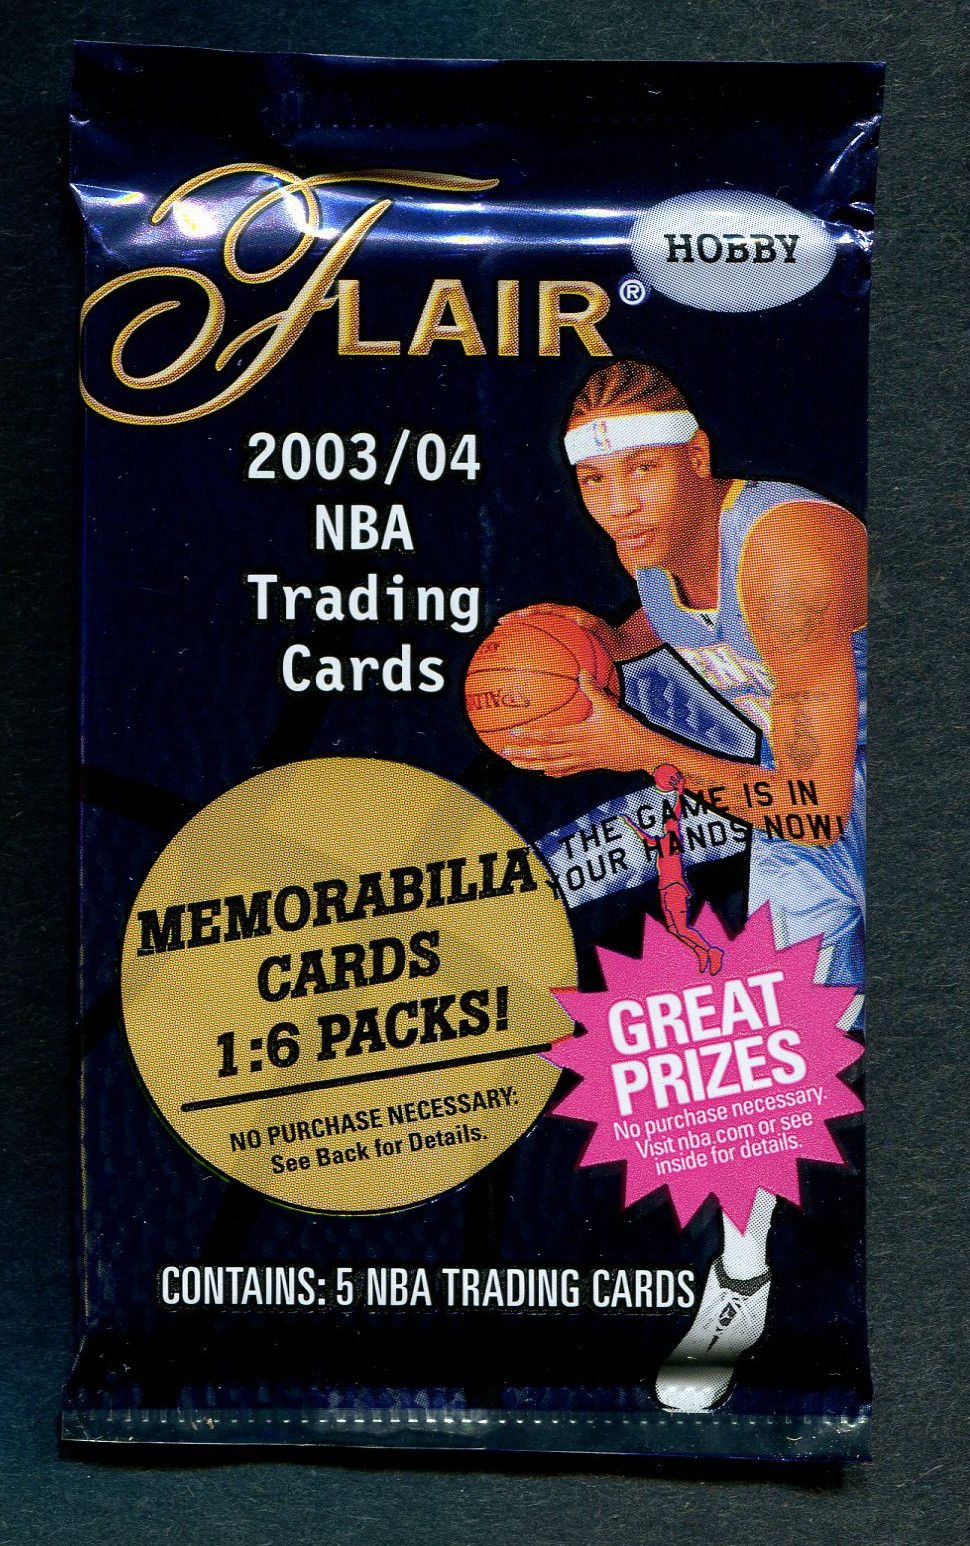 FLAIR®
HOBBY
2003/04
NBA
Trading
Cards
THE GAME IS IN
YOUR HANDS NOW!
MEMORABILIA
CARDS
1:6 PACKS!
NO PURCHASE NECESSARY:
See Back for Details.
GREAT
PRIZES
No purchase necessary.
Visit nba.com or see
inside for details.
CONTAINS: 5 NBA TRADING CARDS